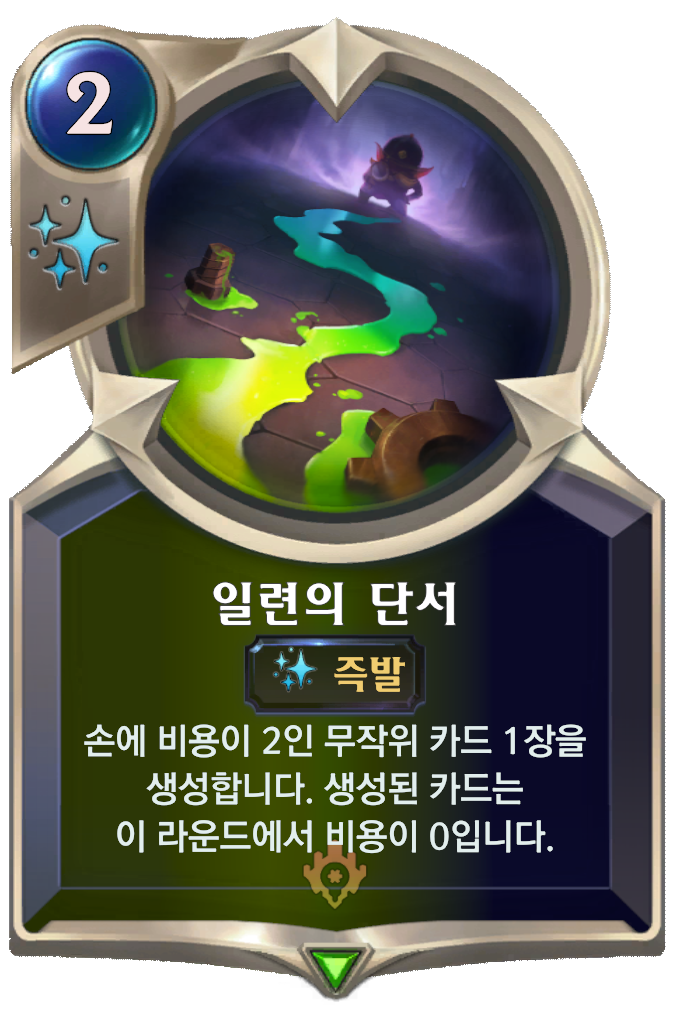 2
일련의 단서
즉발
손에 비용이 2인 무작위 카드 1장을
생성합니다. 생성된 카드는
이 라운드에서 비용이 0입니다.